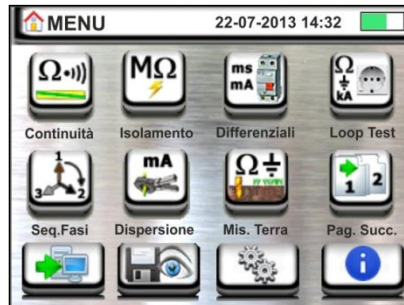 MENU 22-07-2013 14:32
Ω•))) MΩ ms mA Ω kA
Continuità Isolamento Differenziali Loop Test
1 2 3 mA Ω 1 2
Seq.Fasi Dispersione Mis. Terra Pag. Succ.
i